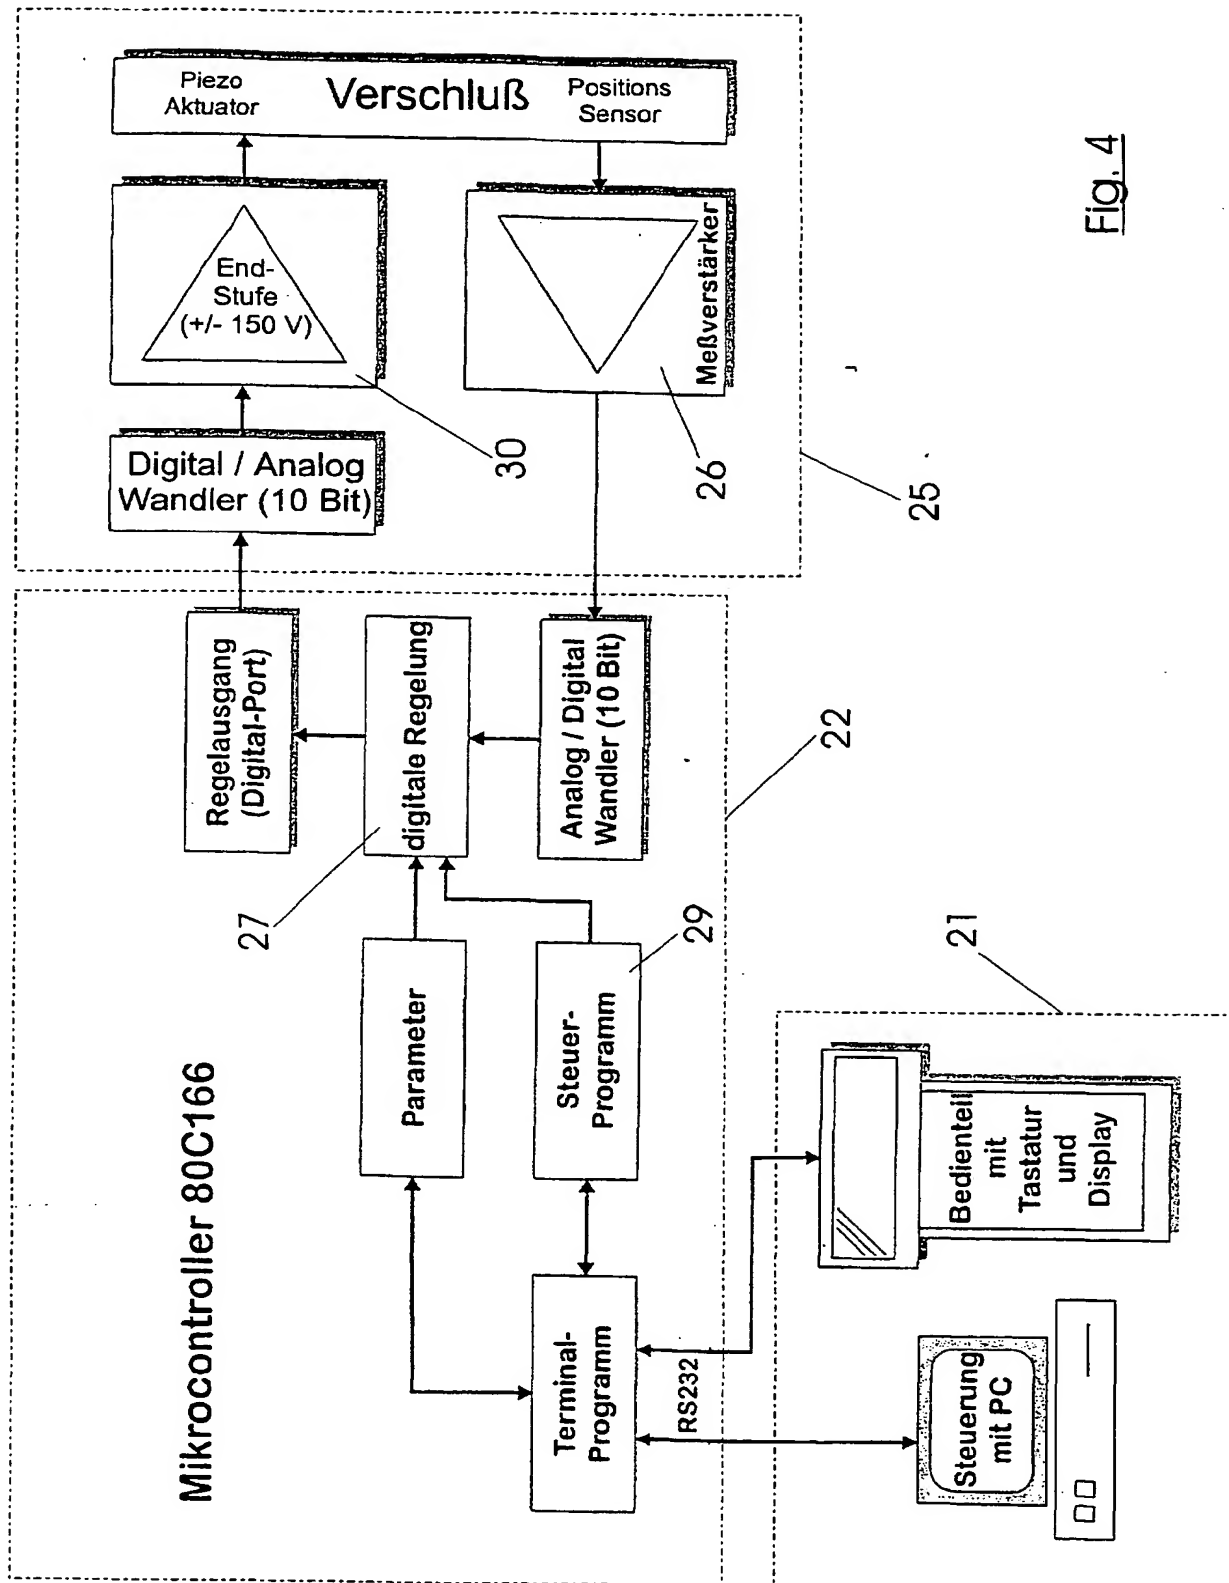 Piezo
Aktuator
Verschluß
Positions
Sensor
End-
Stufe
(+/- 150 V)
Meßverstärker
Digital / Analog
Wandler (10 Bit)
30
26
25
Fig. 4
Regelausgang
(Digital-Port)
digitale Regelung
Analog / Digital
Wandler (10 Bit)
27
22
Mikrocontroller 80C166
Parameter
Steuer-
Programm
29
Terminal-
Programm
RS232
21
Bedienteil
mit
Tastatur
und
Display
Steuerung
mit PC